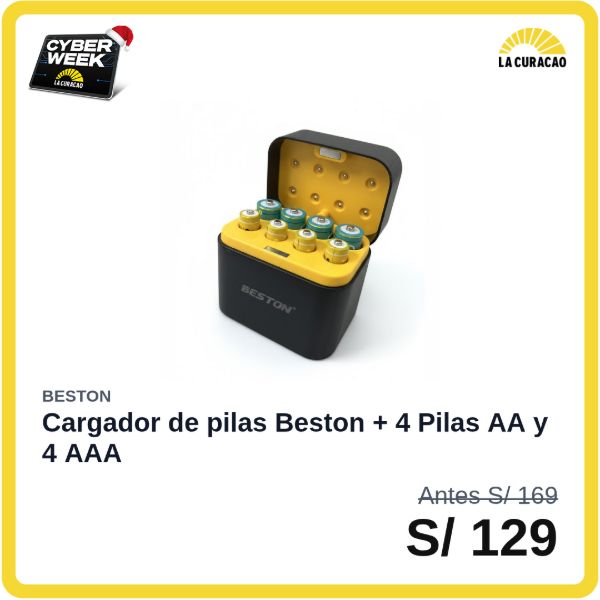 CYBER
WEEK
LA CURACAO
LA CURACAO
BESTON
BESTON
Cargador de pilas Beston + 4 Pilas AA y
4 AAA
Antes S/ 169
S/ 129